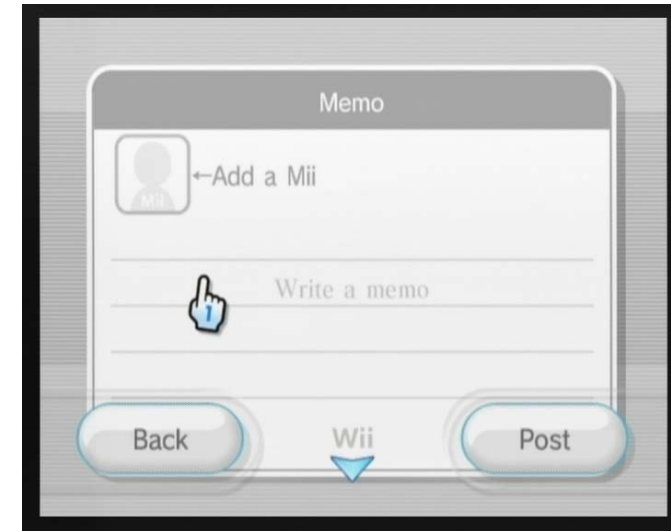 Memo
Mii
←Add a Mii
Write a memo
1
Back
Wii
Post